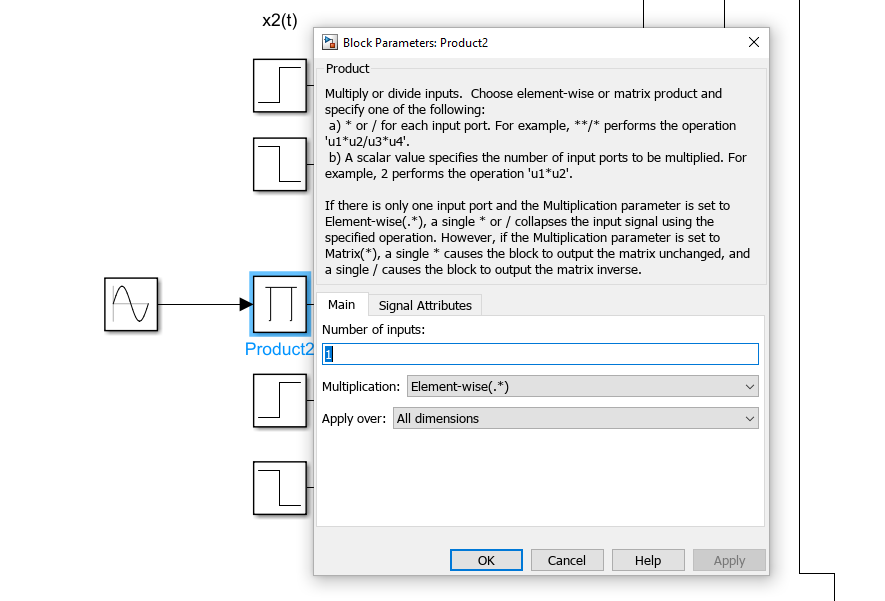 x2(t)
Block Parameters: Product2
Product
Multiply or divide inputs.  Choose element-wise or matrix product and
specify one of the following:
a) * or / for each input port. For example, **/* performs the operation
'u1*u2/u3*u4'.
b) A scalar value specifies the number of input ports to be multiplied. For
example, 2 performs the operation 'u1*u2'.
If there is only one input port and the Multiplication parameter is set to
Element-wise(.*), a single * or / collapses the input signal using the
specified operation. However, if the Multiplication parameter is set to
Matrix(*), a single * causes the block to output the matrix unchanged, and
a single / causes the block to output the matrix inverse.
Main
Signal Attributes
Number of inputs:
1
Multiplication: Element-wise(.*)
Apply over: All dimensions
Product2
OK
Cancel
Help
Apply